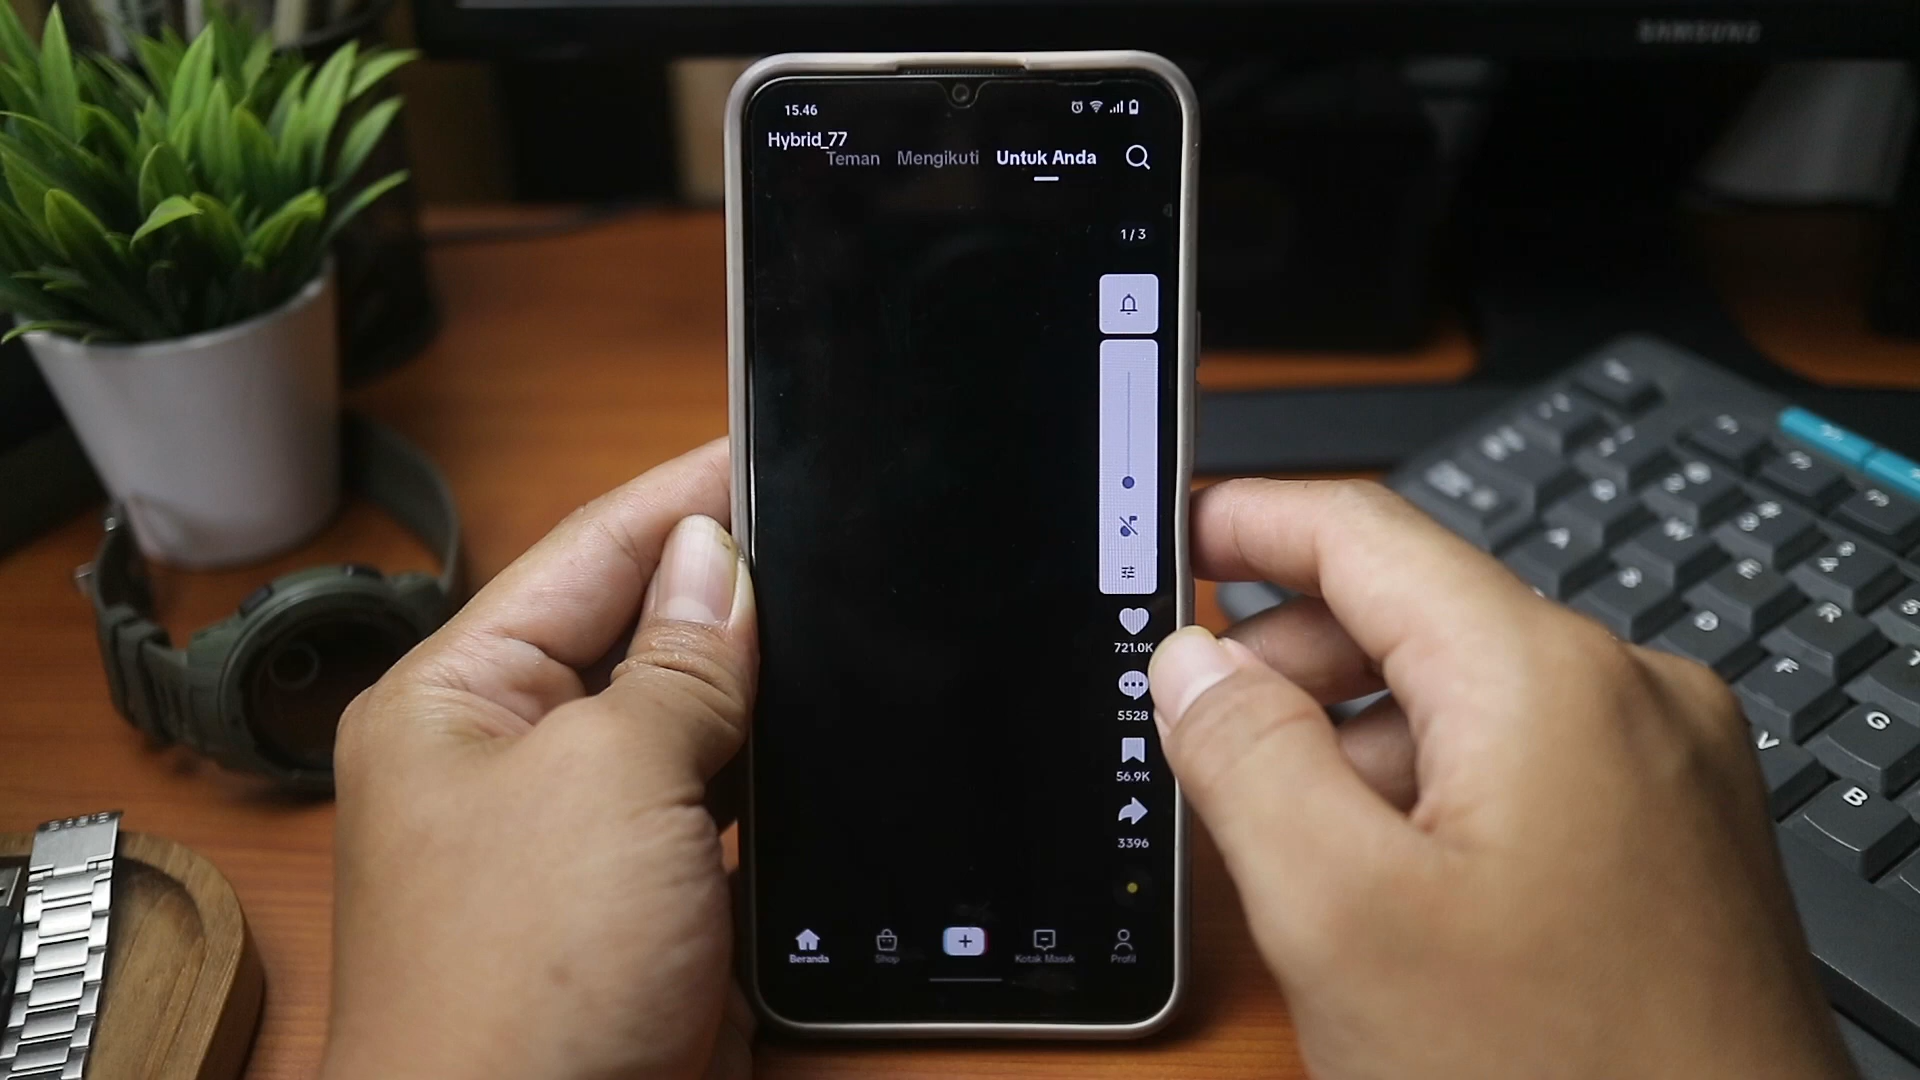 SAMSUNG
15.46
Hybrid_77
Teman Mengikuti Untuk Anda
1/3
721.0K
5528
56.9K
3396
Beranda Shop Kotak Masuk Profil
A
W
E
R
D
F
G
V
B